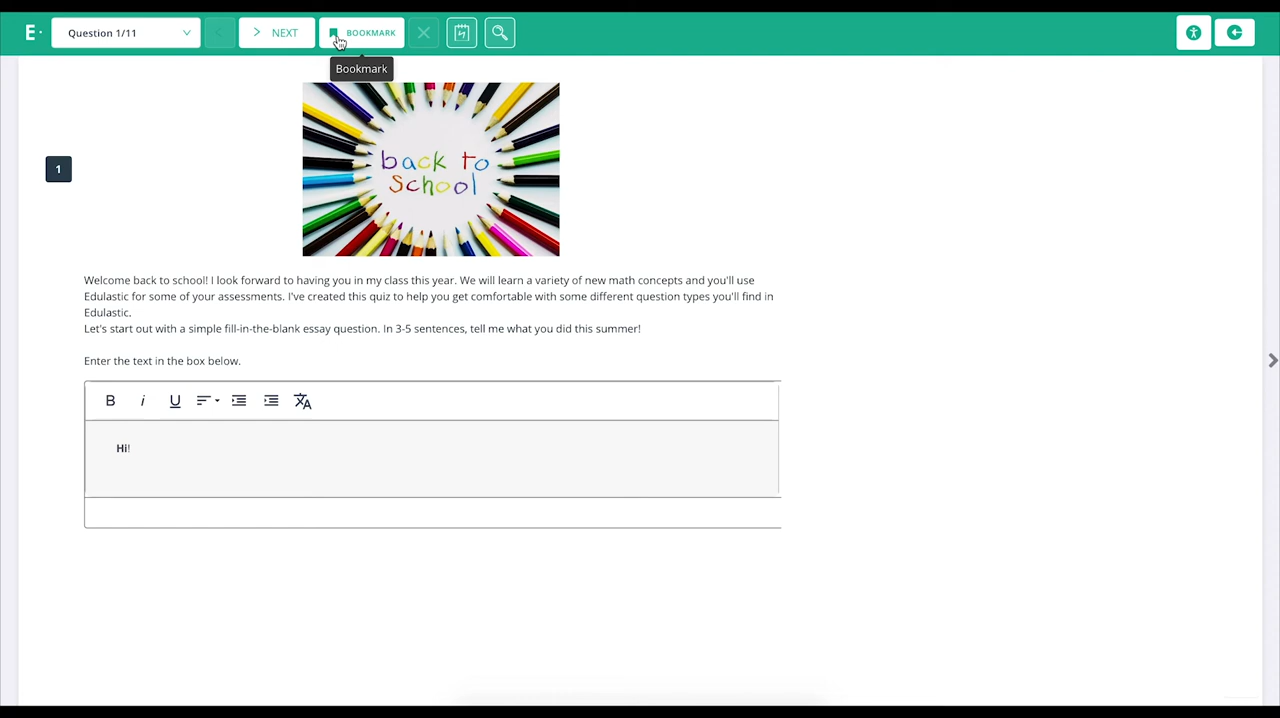 E
Question 1/11
NEXT
BOOKMARK
Bookmark
back to
school
1
Welcome back to school! I look forward to having you in my class this year. We will learn a variety of new math concepts and you'll use
Edulastic for some of your assessments. I've created this quiz to help you get comfortable with some different question types you'll find in
Edulastic.
Let's start out with a simple fill-in-the-blank essay question. In 3-5 sentences, tell me what you did this summer!
Enter the text in the box below.
B i U
Hi!